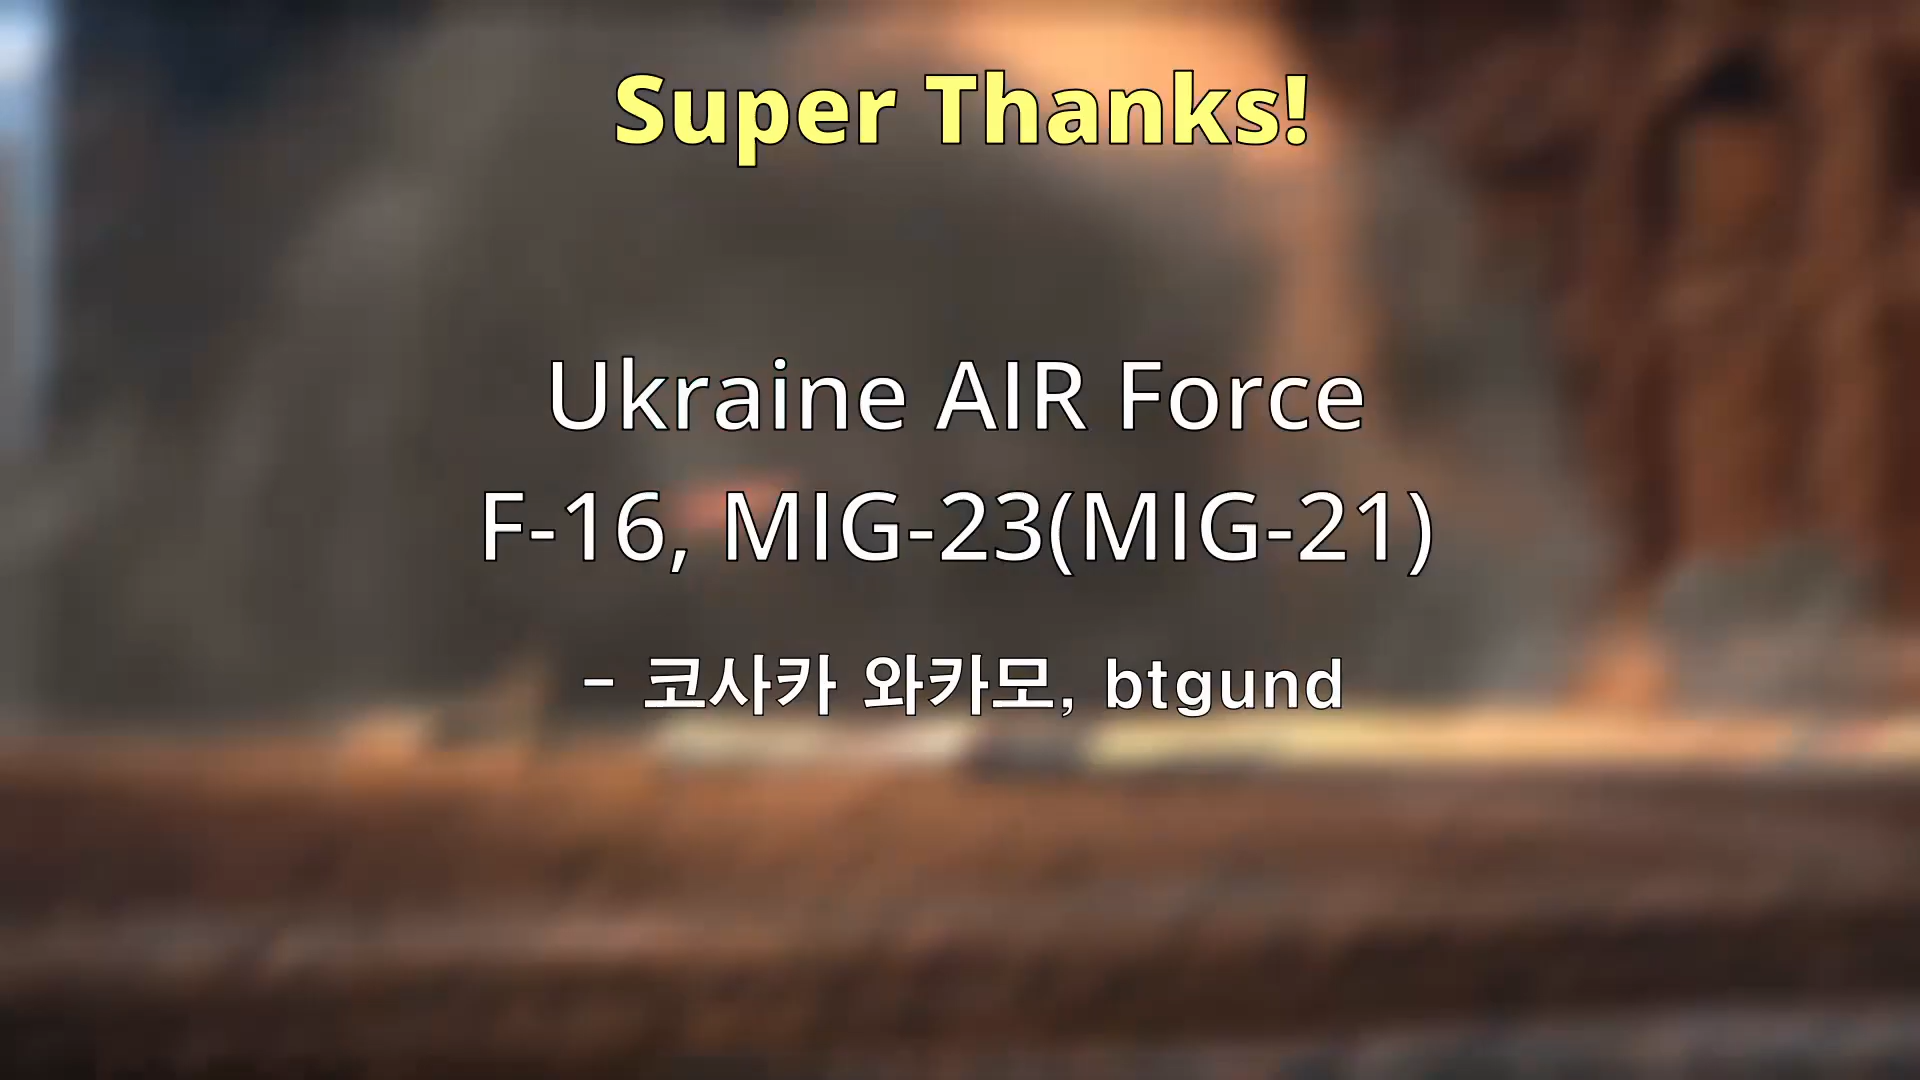 Super Thanks!
Ukraine AIR Force
F-16, MIG-23(MIG-21)
- 코사카 와카모, btgund